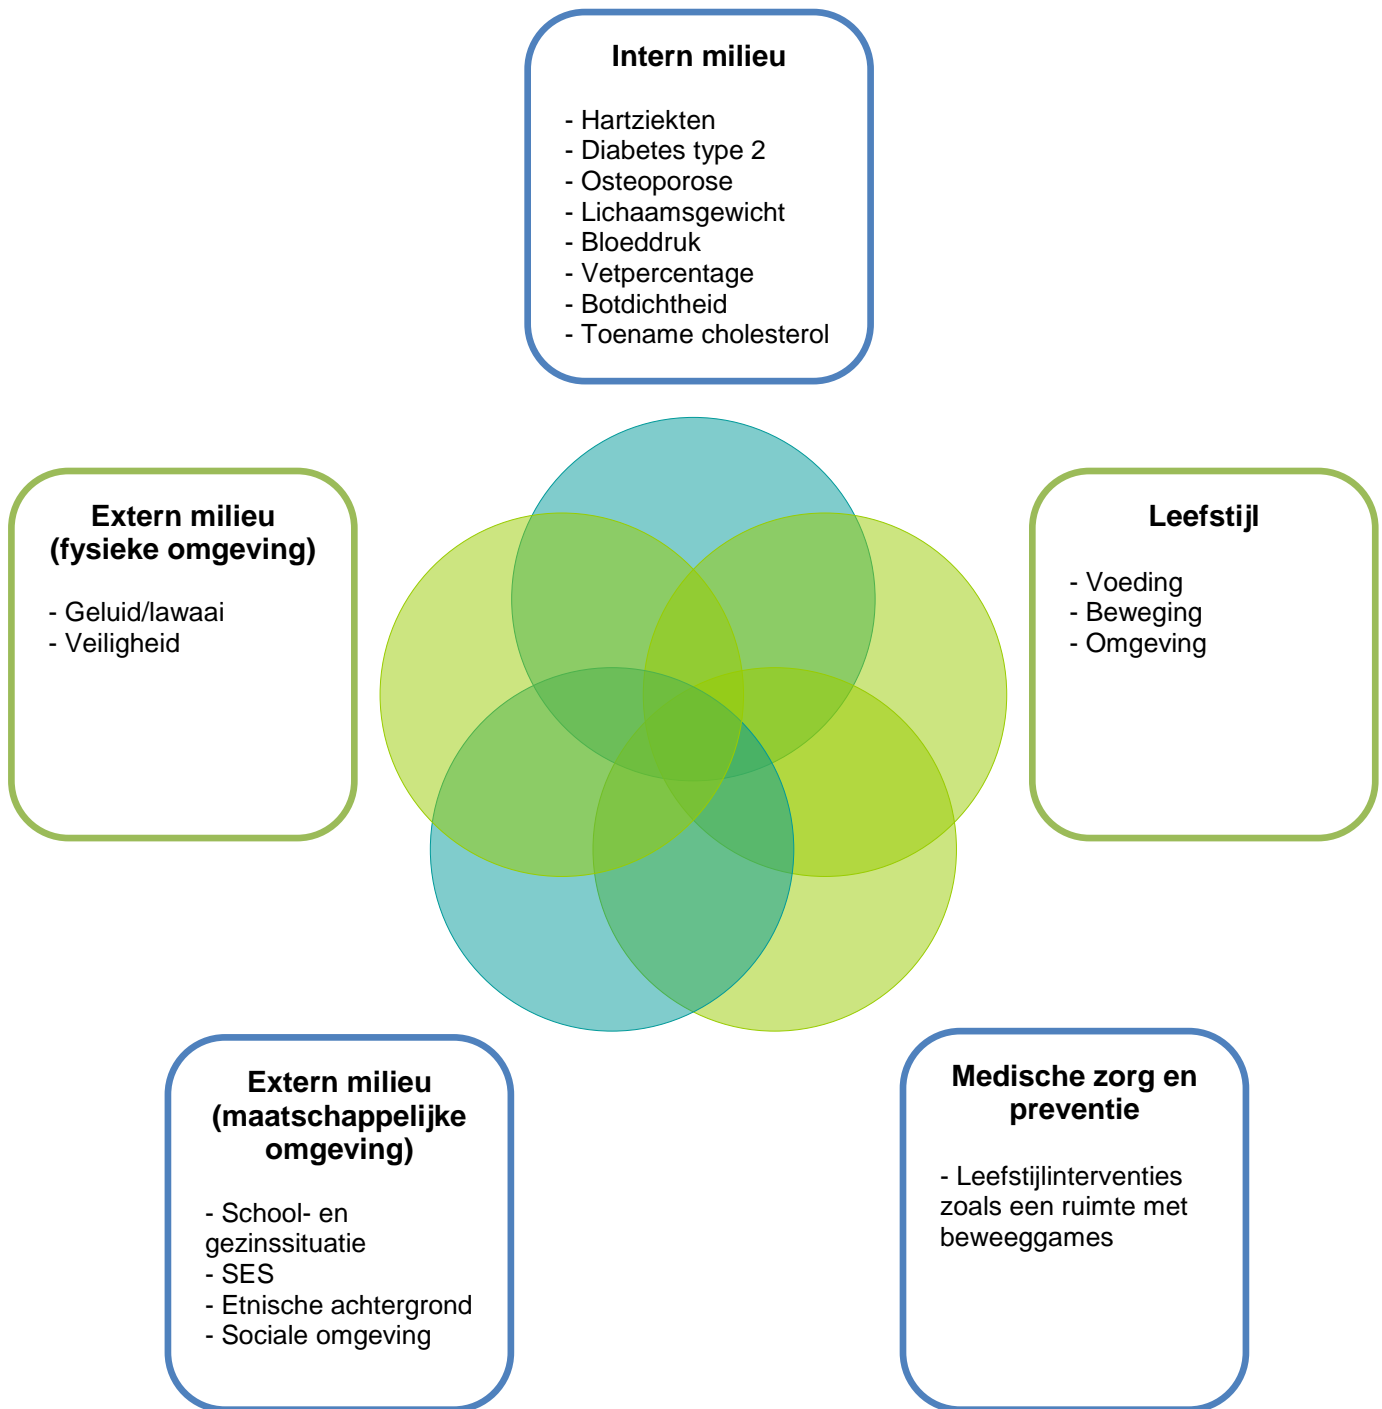 Intern milieu
- Hartziekten
- Diabetes type 2
- Osteoporose
- Lichaamsgewicht
- Bloeddruk
- Vetpercentage
- Botdichtheid
- Toename cholesterol
Extern milieu
(fysieke omgeving)
- Geluid/lawaai
- Veiligheid
Leefstijl
- Voeding
- Beweging
- Omgeving
Extern milieu
(maatschappelijke
omgeving)
- School- en
gezinssituatie
- SES
- Etnische achtergrond
- Sociale omgeving
Medische zorg en
preventie
- Leefstijlinterventies
zoals een ruimte met
beweeggames